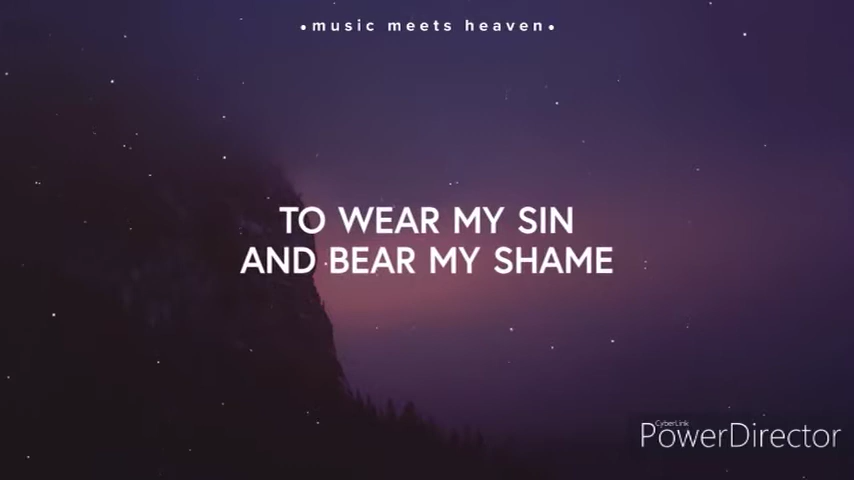 •music meets heaven•
TO WEAR MY SIN
AND BEAR MY SHAME
CyberLink
PowerDirector